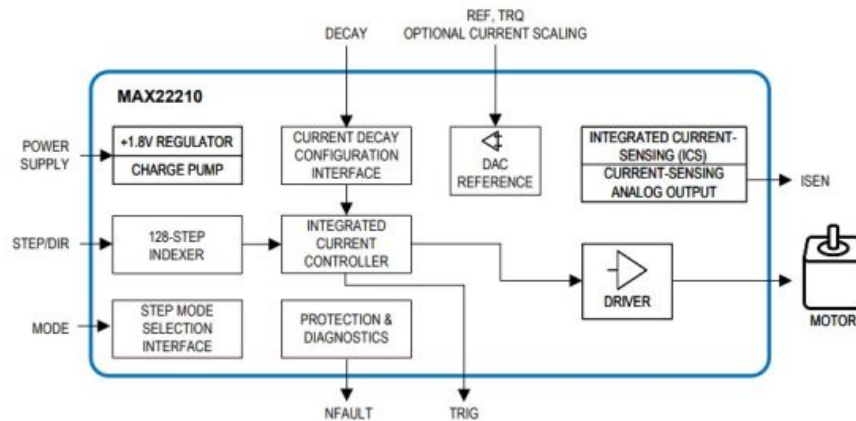 REF, TRQ
DECAY
OPTIONAL CURRENT SCALING
MAX22210
POWER
SUPPLY
+1.8V REGULATOR
CHARGE PUMP
CURRENT DECAY
CONFIGURATION
INTERFACE
DAC
REFERENCE
INTEGRATED CURRENT-
SENSING (ICS)
CURRENT-SENSING
ANALOG OUTPUT
ISEN
STEP/DIR
128-STEP
INDEXER
INTEGRATED
CURRENT
CONTROLLER
DRIVER
MOTOR
MODE
STEP MODE
SELECTION
INTERFACE
PROTECTION &
DIAGNOSTICS
NFAULT
TRIG